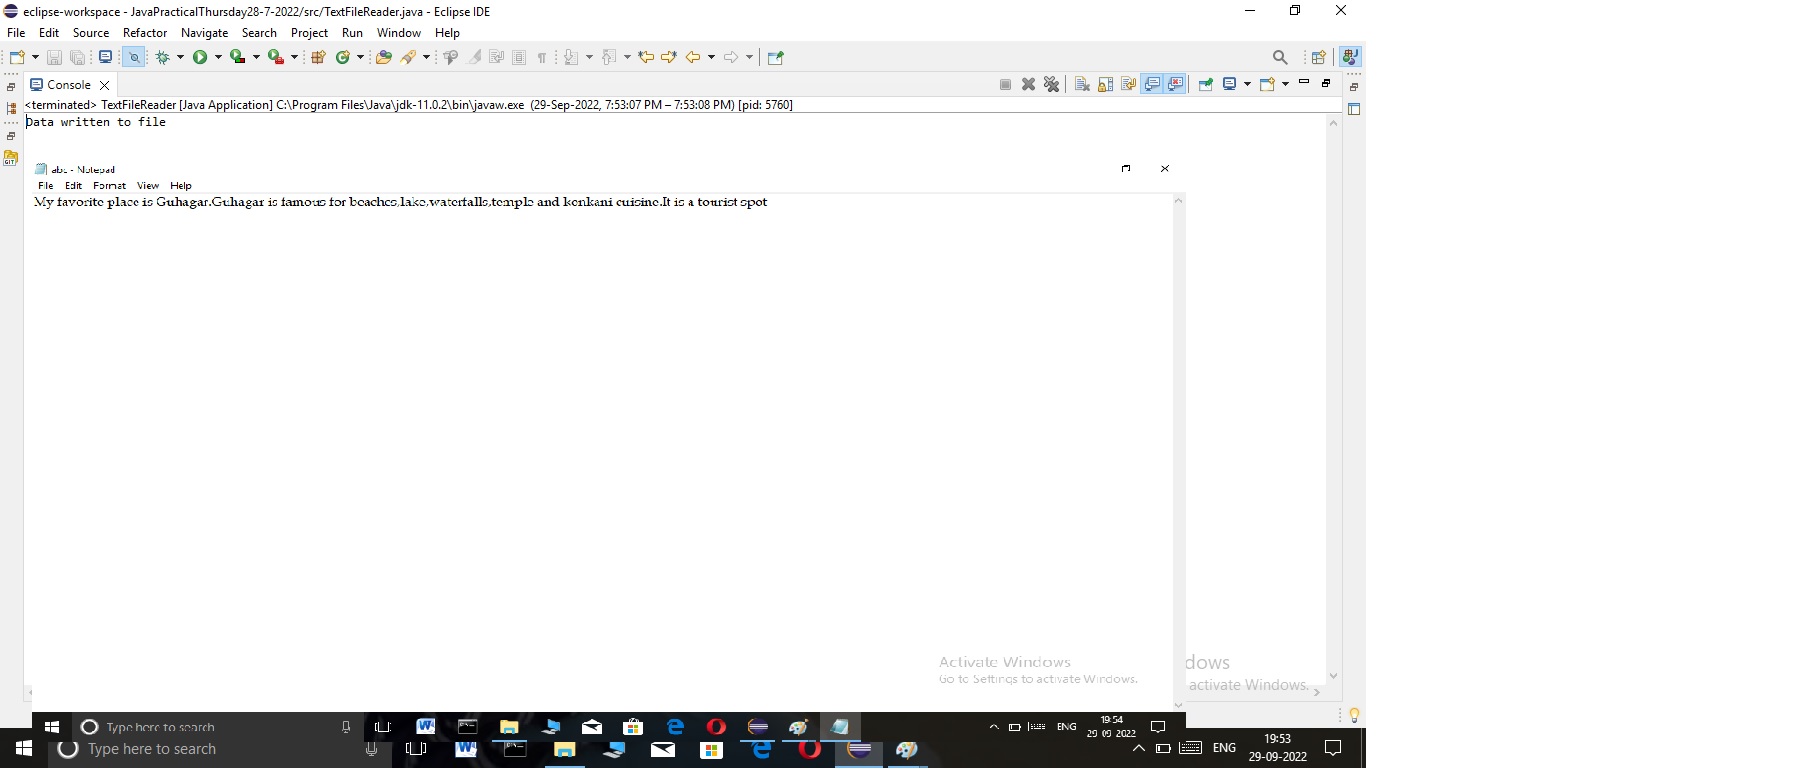 eclipse-workspace - JavaPracticalThursday28-7-2022/src/TextFileReader.java - Eclipse IDE
File Edit Source Refactor Navigate Search Project Run Window Help
Console
<terminated> TextFileReader [Java Application] C:\Program Files\Java\jdk-11.0.2\bin\javaw.exe (29-Sep-2022, 7:53:07 PM – 7:53:08 PM) [pid: 5760]
Data written to file
GIT
abc - Notepad
File Edit Format View Help
My favorite place is Guhagar.Guhagar is famous for beaches,lake,waterfalls,temple and konkani cuisine.It is a tourist spot
Activate Windows
Go to Settings to activate Windows.
dows
activate Windows.
Type here to search
ENG
19:54
29-09-2022
Type here to search
ENG
19:53
29-09-2022